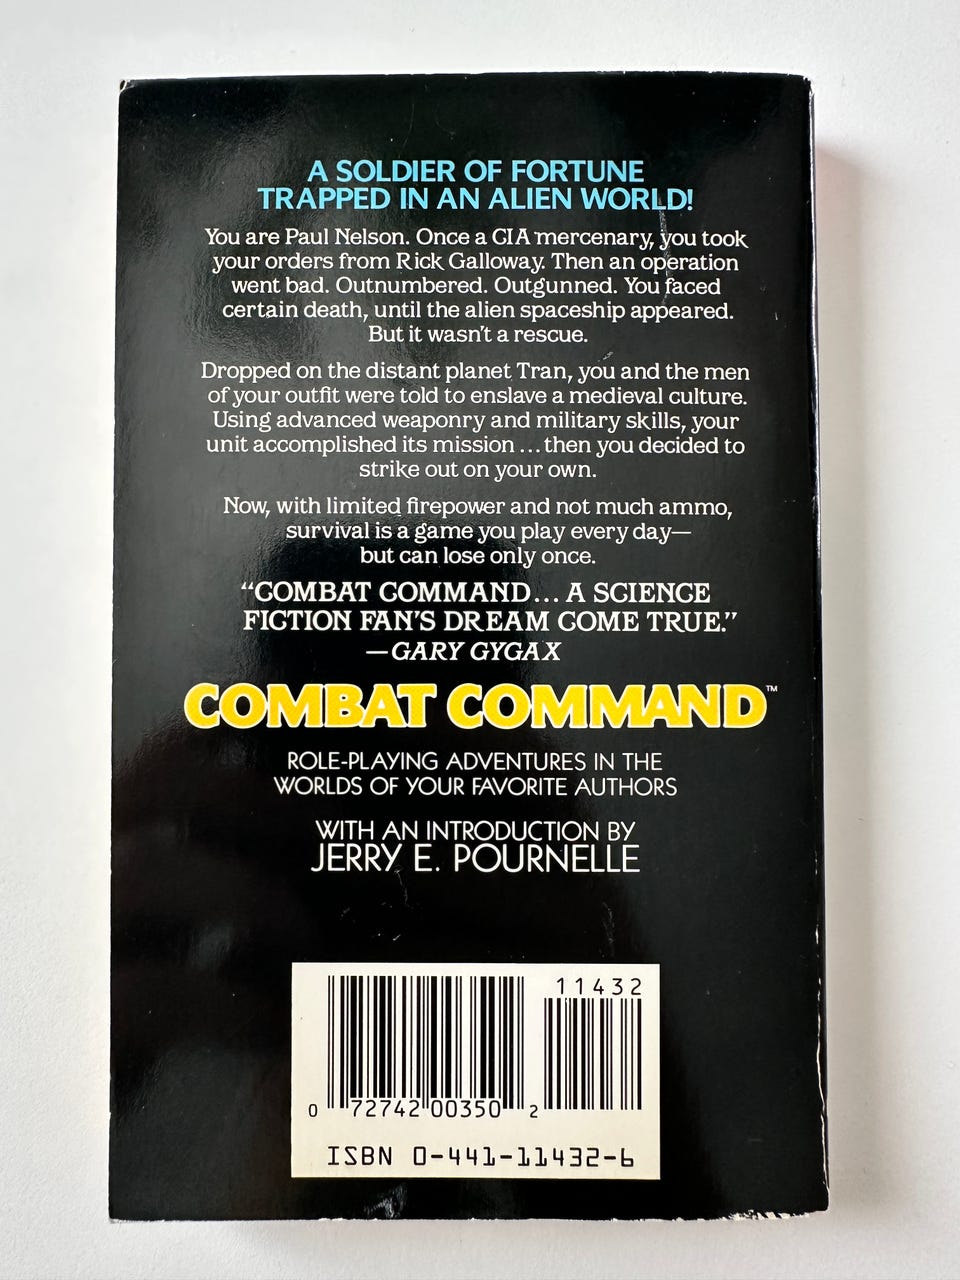 A SOLDIER OF FORTUNE
TRAPPED IN AN ALIEN WORLD!
You are Paul Nelson. Once a CIA mercenary, you took
your orders from Rick Galloway. Then an operation
went bad. Outnumbered. Outgunned. You faced
certain death, until the alien spaceship appeared.
But it wasn't a rescue.
Dropped on the distant planet Tran, you and the men
of your outfit were told to enslave a medieval culture.
Using advanced weaponry and military skills, your
unit accomplished its mission...then you decided to
strike out on your own.
Now, with limited firepower and not much ammo,
survival is a game you play every day—
but can lose only once.
“COMBAT COMMAND... A SCIENCE
FICTION FAN'S DREAM COME TRUE.”
—GARY GYGAX
COMBAT COMMAND™
ROLE-PLAYING ADVENTURES IN THE
WORLDS OF YOUR FAVORITE AUTHORS
WITH AN INTRODUCTION BY
JERRY E. POURNELLE
11432
0 72742 00350 2
ISBN 0-441-11432-6